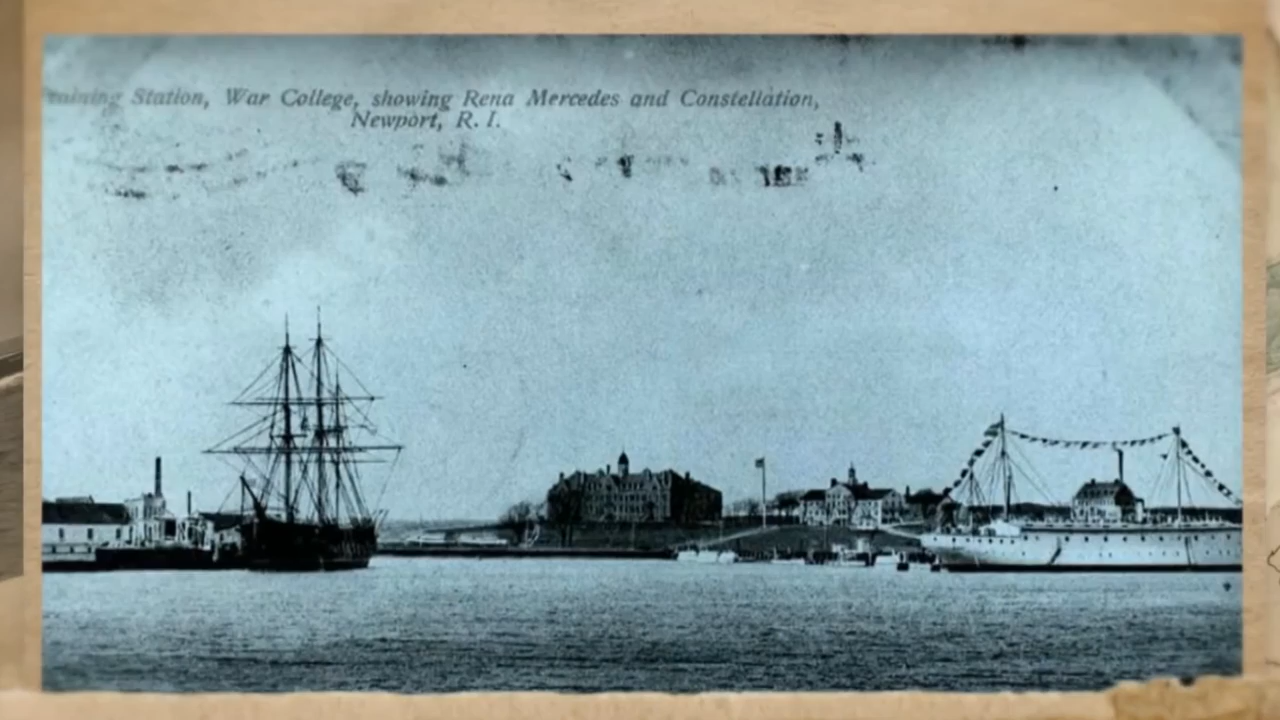 Station, War College, showing Rena Mercedes and Constellation,
Newport, R. I.